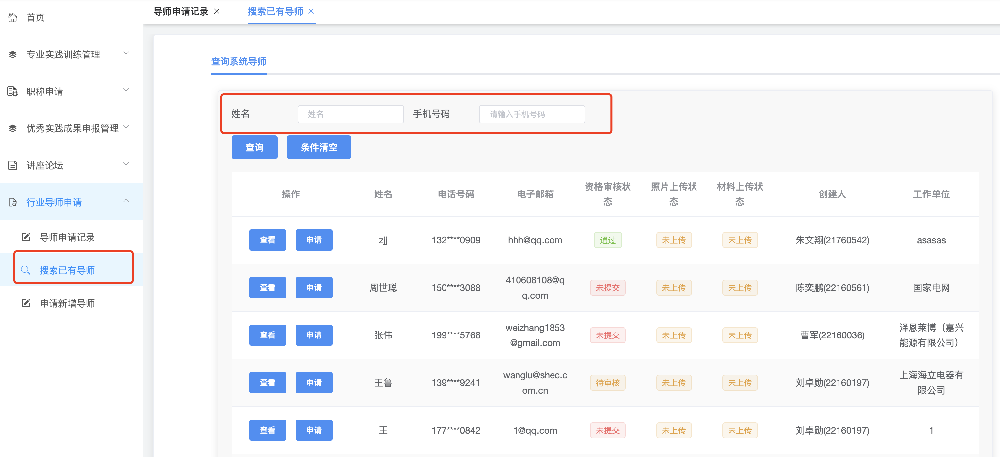 首页
专业实践训练管理
职称申请
优秀实践成果申报管理
讲座论坛
行业导师申请
导师申请记录
搜索已有导师
申请新增导师
导师申请记录 ×
搜索已有导师 ×
查询系统导师
姓名 姓名 手机号码 请输入手机号码
查询 条件清空
操作 姓名 电话号码 电子邮箱 资格审核状 照片上传状 材料上传状 创建人 工作单位
态 态 态
查看 申请 zjj 132****0909 hhh@qq.com 通过 未上传 未上传 朱文翔(21760542) asasas
410608108@q
查看 申请 周世聪 150****3088 未提交 未上传 未上传 陈奕鹏(22160561) 国家电网
q.com
weizhang1853 泽恩莱博（嘉兴
查看 申请 张伟 199****5768 未提交 未上传 未上传 曹军(22160036)
@gmail.com 能源有限公司）
wanglu@shec.c 上海海立电器有
查看 申请 王鲁 139****9241 待审核 未上传 未上传 刘卓勋(22160197)
om.cn 限公司
查看 申请 王 177****0842 1@qq.com 未提交 未上传 未上传 刘卓勋(22160197) 1